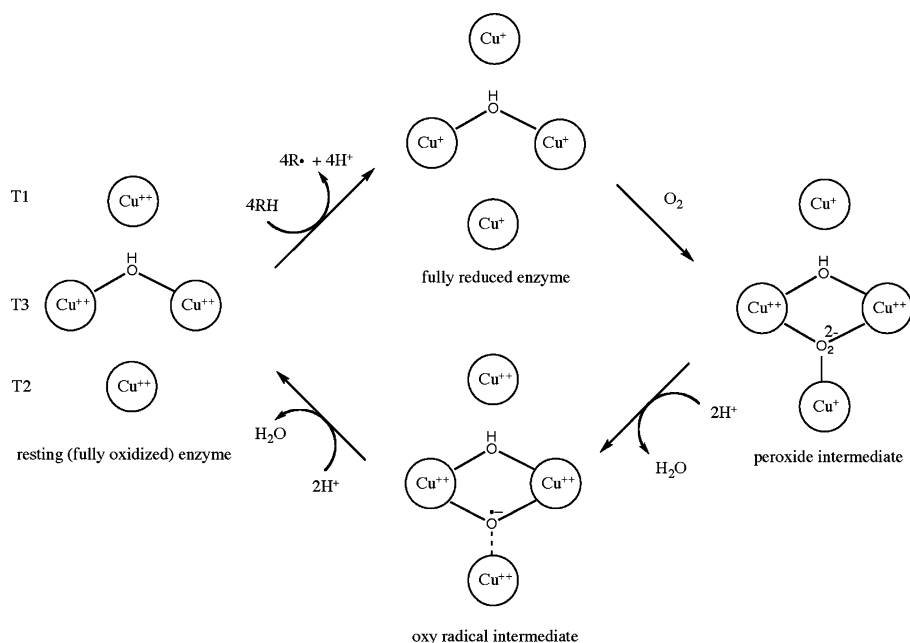 Cu⁺
H
O
Cu⁺ Cu⁺
Cu⁺
fully reduced enzyme
4R• + 4H⁺
4RH
O₂
T1
Cu⁺⁺
H
O
T3
Cu⁺⁺ Cu⁺⁺
T2
Cu⁺⁺
resting (fully oxidized) enzyme
Cu⁺
H
O
Cu⁺⁺ Cu⁺⁺
O₂²⁻
Cu⁺
peroxide intermediate
2H⁺
H₂O
Cu⁺⁺
H
O
Cu⁺⁺ Cu⁺⁺
O•⁻
Cu⁺⁺
oxy radical intermediate
H₂O
2H⁺